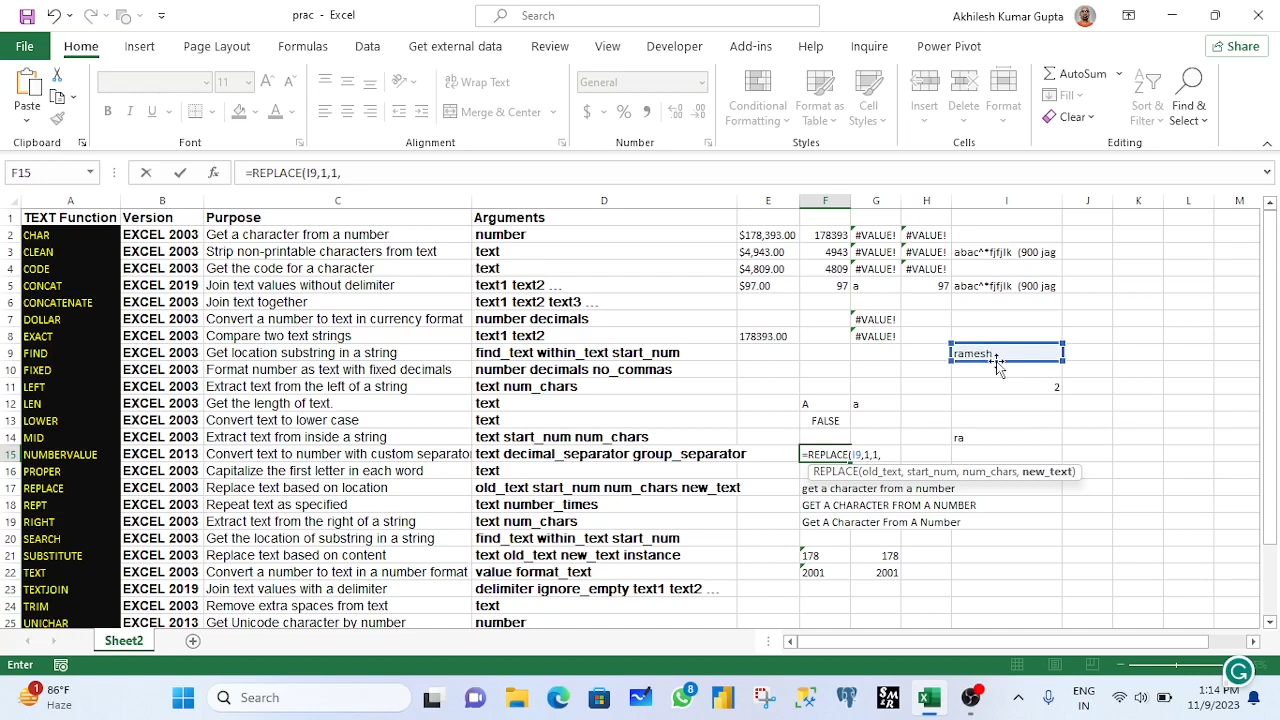 prac - Excel
Search
Akhilesh Kumar Gupta
File Home Insert Page Layout Formulas Data Get external data Review View Developer Add-ins Help Inquire Power Pivot Share
Paste
11
Wrap Text
Merge & Center
General
Conditional Formatting
Format as Table
Cell Styles
Insert Delete Format
AutoSum
Fill
Clear
Sort & Filter
Find & Select
Clipboard Font Alignment Number Styles Cells Editing
F15 fx =REPLACE(I9,1,1,
A B C D E F G H I J K L M
1 TEXT Function Version Purpose Arguments
2 CHAR EXCEL 2003 Get a character from a number number $178,393.00 178393 #VALUE! #VALUE!
3 CLEAN EXCEL 2003 Strip non-printable characters from text text $4,943.00 4943 #VALUE! #VALUE! abac^*fjfjlk (900 jag
4 CODE EXCEL 2003 Get the code for a character text $4,809.00 4809 #VALUE! #VALUE!
5 CONCAT EXCEL 2019 Join text values without delimiter text1 text2 ... $97.00 97 a 97 abac^*fjfjlk (900 jag
6 CONCATENATE EXCEL 2003 Join text together text1 text2 text3 ...
7 DOLLAR EXCEL 2003 Convert a number to text in currency format number decimals #VALUE!
8 EXACT EXCEL 2003 Compare two text strings text1 text2 178393.00 #VALUE!
9 FIND EXCEL 2003 Get location substring in a string find_text within_text start_num ramesh
10 FIXED EXCEL 2003 Format number as text with fixed decimals number decimals no_commas
11 LEFT EXCEL 2003 Extract text from the left of a string text num_chars 2
12 LEN EXCEL 2003 Get the length of text. text A a
13 LOWER EXCEL 2003 Convert text to lower case text FALSE
14 MID EXCEL 2003 Extract text from inside a string text start_num num_chars ra
15 NUMBERVALUE EXCEL 2013 Convert text to number with custom separator text decimal_separator group_separator =REPLACE(I9,1,1,
16 PROPER EXCEL 2003 Capitalize the first letter in each word text REPLACE(old_text, start_num, num_chars, new_text)
17 REPLACE EXCEL 2003 Replace text based on location old_text start_num num_chars new_text get a character from a number
18 REPT EXCEL 2003 Repeat text as specified text number_times GET A CHARACTER FROM A NUMBER
19 RIGHT EXCEL 2003 Extract text from the right of a string text num_chars Get A Character From A Number
20 SEARCH EXCEL 2003 Get the location of substring in a string find_text within_text start_num
21 SUBSTITUTE EXCEL 2003 Replace text based on content text old_text new_text instance 178 178
22 TEXT EXCEL 2003 Convert a number to text in a number format value format_text 2001 2001
23 TEXTJOIN EXCEL 2019 Join text values with a delimiter delimiter ignore_empty text1 text2 ...
24 TRIM EXCEL 2003 Remove extra spaces from text text
25 UNICHAR EXCEL 2013 Get Unicode character by number number
Sheet2
Enter
1 86°F
Haze
Search
8
ENG
IN
1:14 PM
11/9/2023